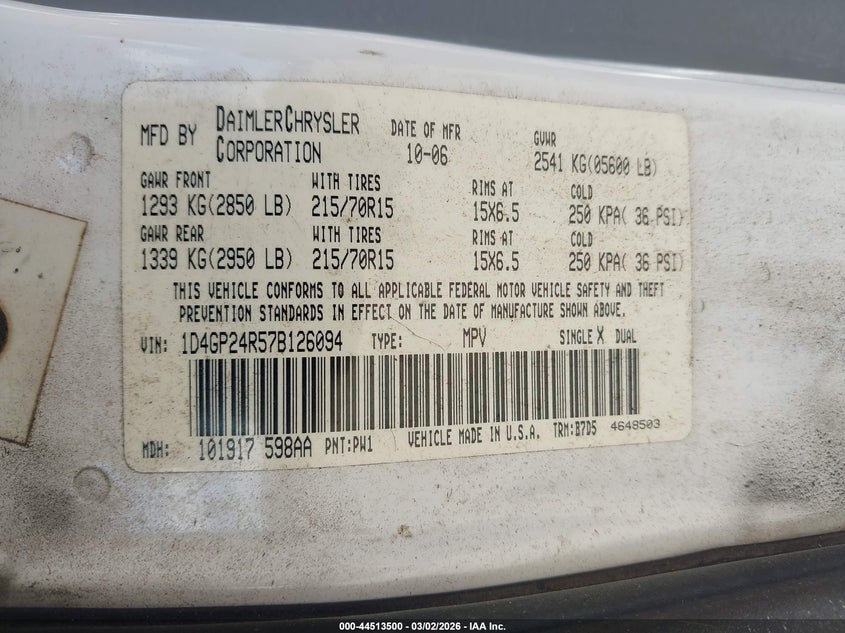 MFD BY DAIMLERCHRYSLER CORPORATION DATE OF MFR 10-06 GVWR 2541 KG(05600 LB)
GAWR FRONT WITH TIRES RIMS AT COLD
1293 KG(2850 LB) 215/70R15 15X6.5 250 KPA( 36 PSI)
GAWR REAR WITH TIRES RIMS AT COLD
1339 KG(2950 LB) 215/70R15 15X6.5 250 KPA( 36 PSI)
THIS VEHICLE CONFORMS TO ALL APPLICABLE FEDERAL MOTOR VEHICLE SAFETY AND THEFT
PREVENTION STANDARDS IN EFFECT ON THE DATE OF MANUFACTURE SHOWN ABOVE.
VIN: 1D4GP24R57B126094 TYPE: MPV SINGLE X DUAL
MDH: 101917 598AA PNT:PW1 VEHICLE MADE IN U.S.A. TRM:B7D5 4648503
000-44513500 - 03/02/2026 - IAA Inc.